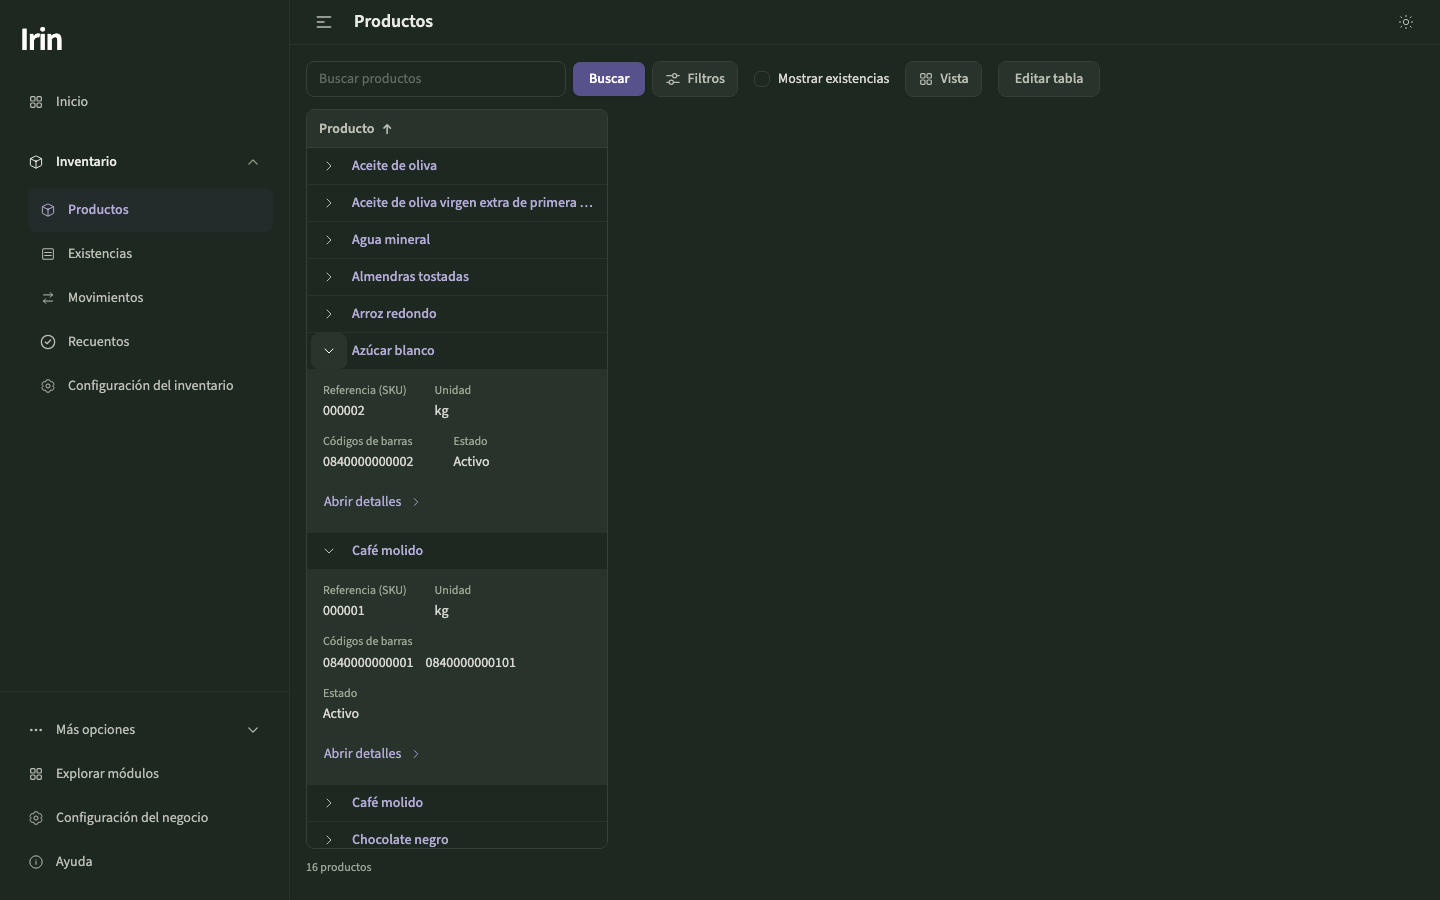 Irin
Inicio
Inventario
Productos
Existencias
Movimientos
Recuentos
Configuración del inventario
Más opciones
Explorar módulos
Configuración del negocio
Ayuda
Productos
Buscar productos
Buscar
Filtros
Mostrar existencias
Vista
Editar tabla
Producto
Aceite de oliva
Aceite de oliva virgen extra de primera ...
Agua mineral
Almendras tostadas
Arroz redondo
Azúcar blanco
Referencia (SKU) Unidad
000002 kg
Códigos de barras Estado
0840000000002 Activo
Abrir detalles
Café molido
Referencia (SKU) Unidad
000001 kg
Códigos de barras
0840000000001 0840000000101
Estado
Activo
Abrir detalles
Café molido
Chocolate negro
16 productos